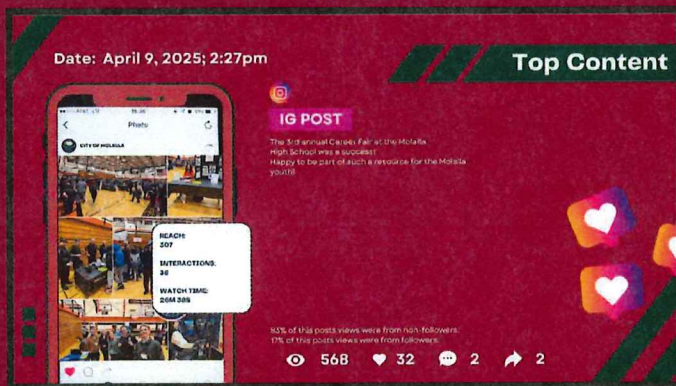 Date: April 9, 2025; 2:27pm
Top Content
Photo
CITY OF MOLALLA
IG POST
The 3rd annual Career Fair at the Molalla
High School was a success!
Happy to be part of such a resource for the Molalla
youth!
REACH:
307
INTERACTIONS:
36
WATCH TIME:
26M 38S
83% of this posts views were from non-followers.
17% of this posts views were from followers.
568 32 2 2